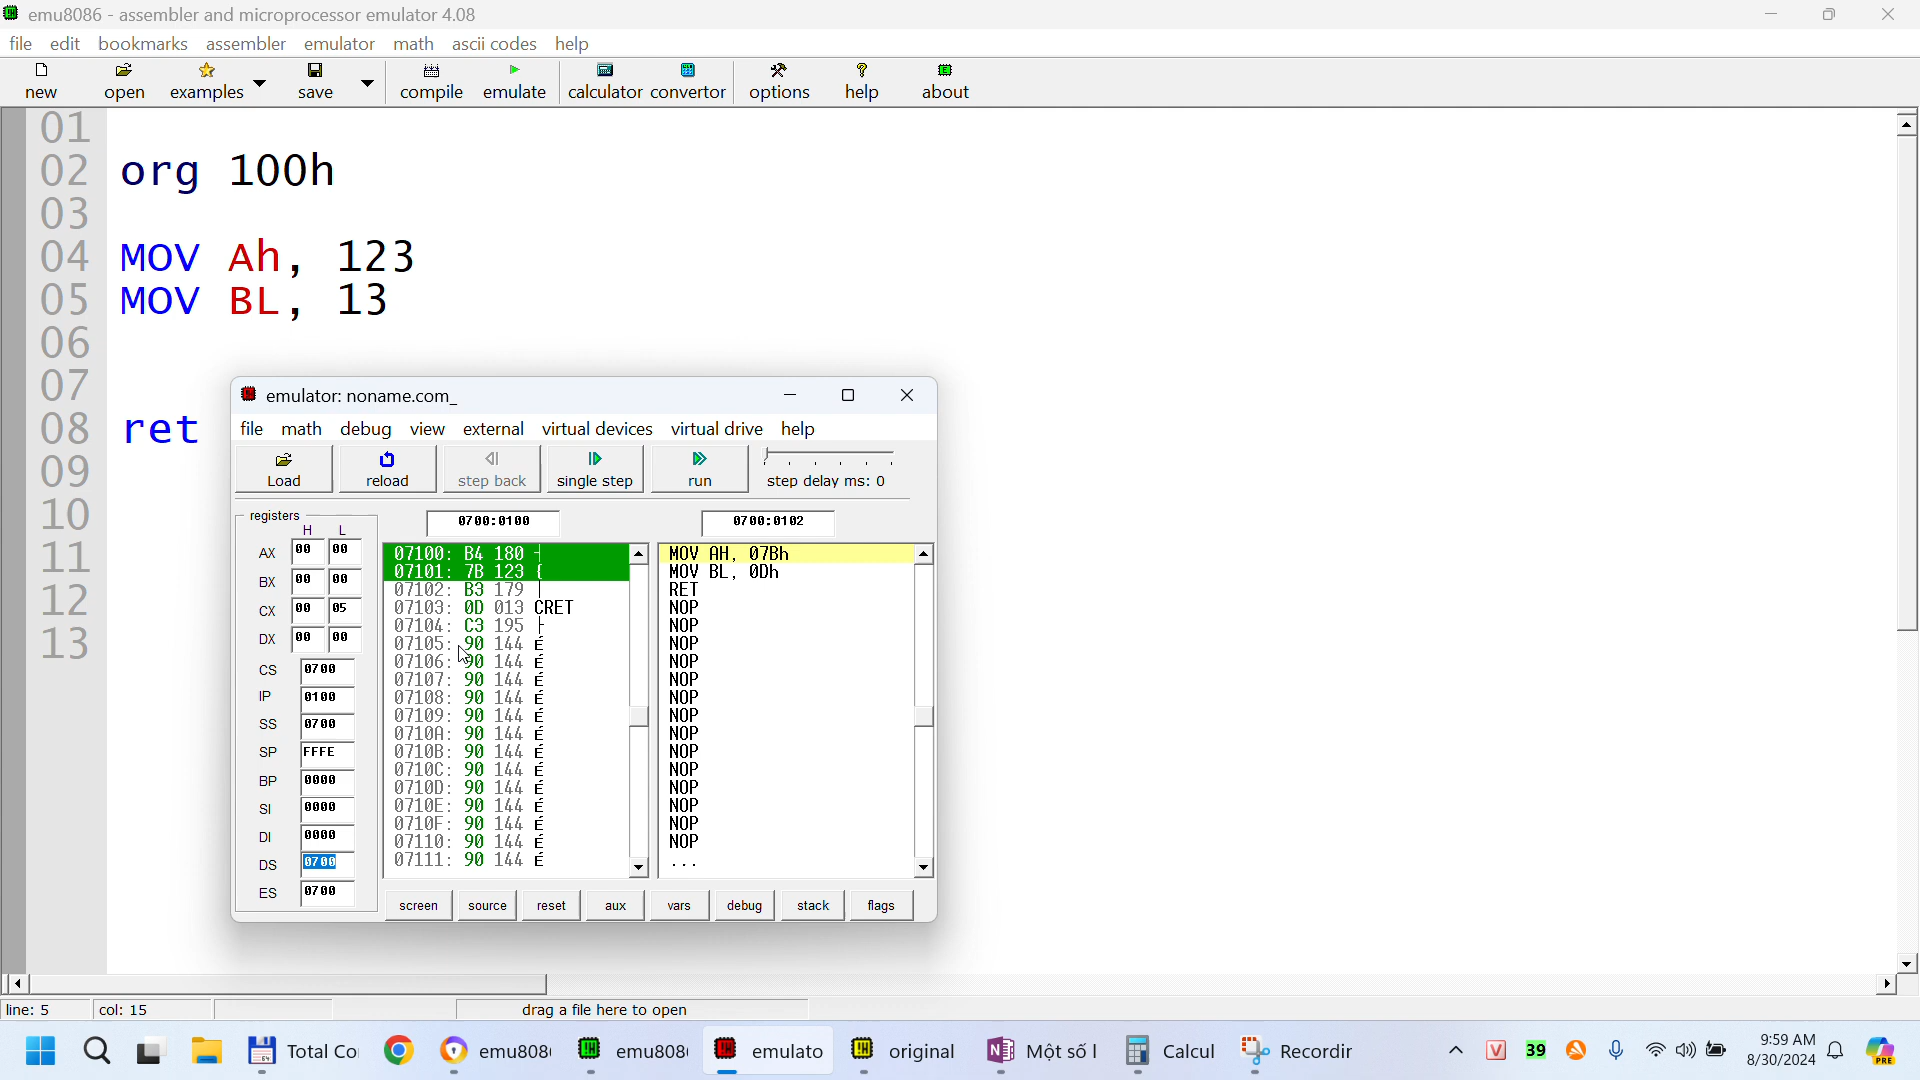 emu8086 - assembler and microprocessor emulator 4.08
file edit bookmarks assembler emulator math ascii codes help
new open examples save compile emulate calculator convertor options help about
01
02 org 100h
03
04 MOV Ah, 123
05 MOV BL, 13
06
07
08 ret
09
10
11
12
13
emulator: noname.com_
file math debug view external virtual devices virtual drive help
Load reload step back single step run step delay ms: 0
registers
H L
AX 00 00
BX 00 00
CX 00 05
DX 00 00
CS 0700
IP 0100
SS 0700
SP FFFE
BP 0000
SI 0000
DI 0000
DS 0700
ES 0700
0700:0100
07100: B4 180 ┤
07101: 7B 123 {
07102: B3 179 │
07103: 0D 013 CRET
07104: C3 195 ├
07105: 90 144 É
07106: 90 144 É
07107: 90 144 É
07108: 90 144 É
07109: 90 144 É
0710A: 90 144 É
0710B: 90 144 É
0710C: 90 144 É
0710D: 90 144 É
0710E: 90 144 É
0710F: 90 144 É
07110: 90 144 É
07111: 90 144 É
0700:0102
MOV AH, 07Bh
MOV BL, 0Dh
RET
NOP
NOP
NOP
NOP
NOP
NOP
NOP
NOP
NOP
NOP
NOP
NOP
NOP
NOP
...
screen source reset aux vars debug stack flags
line: 5 col: 15 drag a file here to open
Total Co emu808 emu808 emulato original Một số l Calcul Recordir
V 39 9:59 AM
8/30/2024
PRE